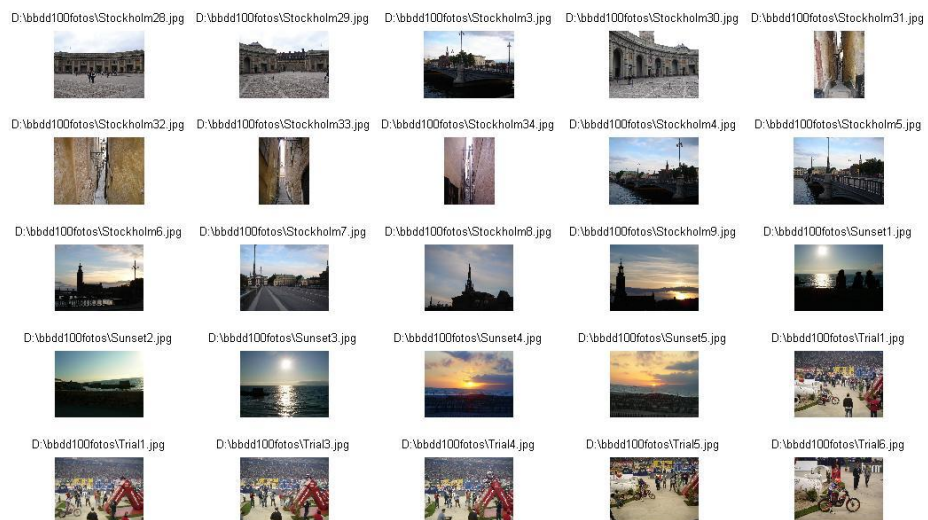 D:\bbdd100fotos\Stockholm28.jpg D:\bbdd100fotos\Stockholm29.jpg D:\bbdd100fotos\Stockholm3.jpg D:\bbdd100fotos\Stockholm30.jpg D:\bbdd100fotos\Stockholm31.jpg
D:\bbdd100fotos\Stockholm32.jpg D:\bbdd100fotos\Stockholm33.jpg D:\bbdd100fotos\Stockholm34.jpg D:\bbdd100fotos\Stockholm4.jpg D:\bbdd100fotos\Stockholm5.jpg
D:\bbdd100fotos\Stockholm6.jpg D:\bbdd100fotos\Stockholm7.jpg D:\bbdd100fotos\Stockholm8.jpg D:\bbdd100fotos\Stockholm9.jpg D:\bbdd100fotos\Sunset1.jpg
D:\bbdd100fotos\Sunset2.jpg D:\bbdd100fotos\Sunset3.jpg D:\bbdd100fotos\Sunset4.jpg D:\bbdd100fotos\Sunset5.jpg D:\bbdd100fotos\Trial1.jpg
D:\bbdd100fotos\Trial1.jpg D:\bbdd100fotos\Trial3.jpg D:\bbdd100fotos\Trial4.jpg D:\bbdd100fotos\Trial5.jpg D:\bbdd100fotos\Trial6.jpg